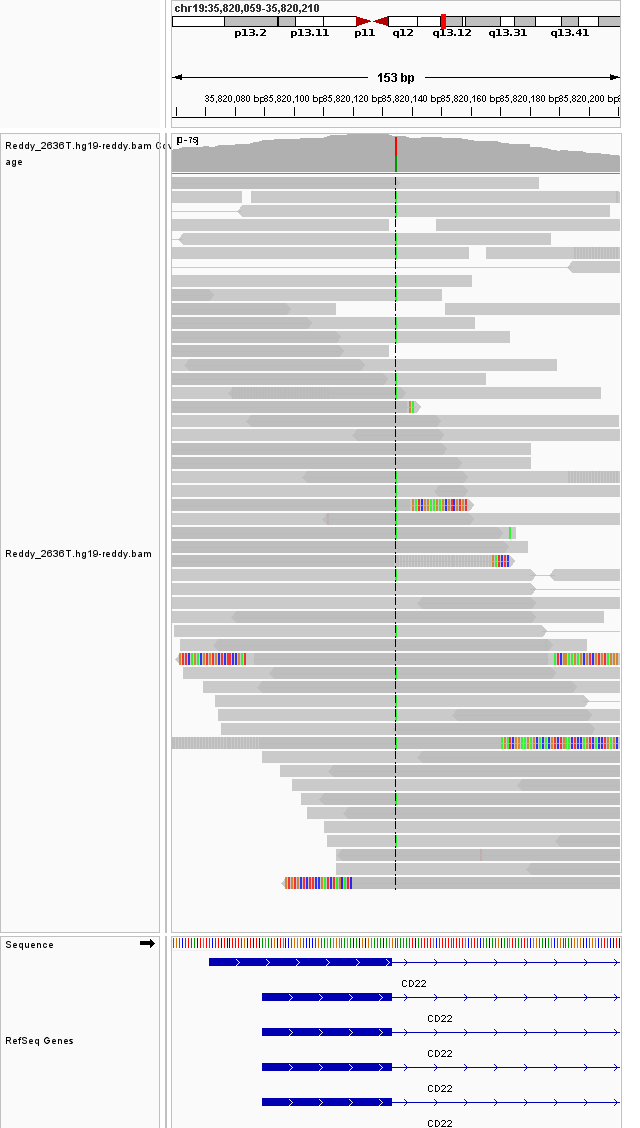 chr19:35,820,059-35,820,210
p13.2 p13.11 p11 q12 q13.12 q13.31 q13.41
153 bp
35,820,080 bp 35,820,100 bp 35,820,120 bp 35,820,140 bp 35,820,160 bp 35,820,180 bp 35,820,200 bp
Reddy_2636T.hg19-reddy.bam Cov
age
Reddy_2636T.hg19-reddy.bam
Sequence
CD22
CD22
RefSeq Genes
CD22
CD22
CD22